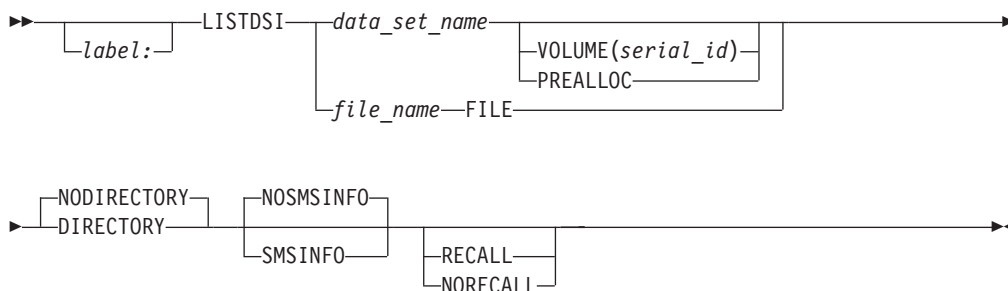 LISTDSI data_set_name
label: VOLUME(serial_id)
PREALLOC
file_name FILE
NODIRECTORY NOSMSINFO
DIRECTORY
SMSINFO RECALL
NORECALL